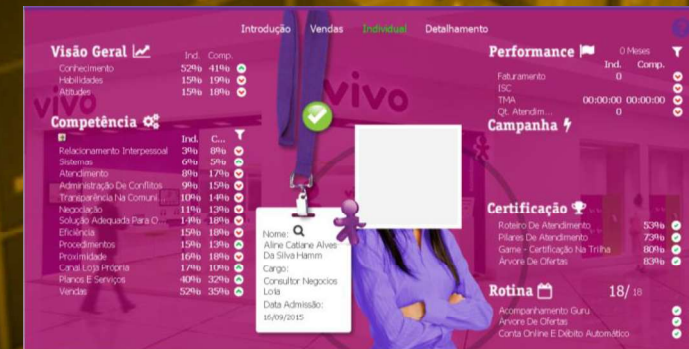 Introdução Vendas Individual Detalhamento
Visão Geral
Ind. Comp.
Conhecimento 52% 41%
Habilidades 15% 19%
Atitudes 15% 18%
Competência
Ind. C...
Relacionamento Interpessoal 3% 8%
Sistemas 6% 5%
Atendimento 8% 17%
Administração De Conflitos 9% 15%
Transparência Na Comuni... 10% 14%
Negociação 11% 13%
Solução Adequada Para O... 14% 18%
Eficiência 15% 18%
Procedimentos 15% 13%
Proximidade 16% 18%
Canal Loja Própria 17% 10%
Planos E Serviços 40% 32%
Vendas 52% 35%
vivo
vivo
Nome:
Aline Catiane Alves
Da Silva Hamm
Cargo:
Consultor Negocios
Loja
Data Admissão:
16/09/2015
Performance 0 Meses
Ind. Comp.
Faturamento 0
ISC
TMA 00:00:00 00:00:00
Qt. Atendim... 0
Campanha
Certificação
Roteiro De Atendimento 53%
Pilares De Atendimento 73%
Game - Certificação Na Trilha 80%
Árvore De Ofertas 83%
Rotina 18/ 18
Acompanhamento Guru
Arvore De Ofertas
Conta Online E Débito Automático